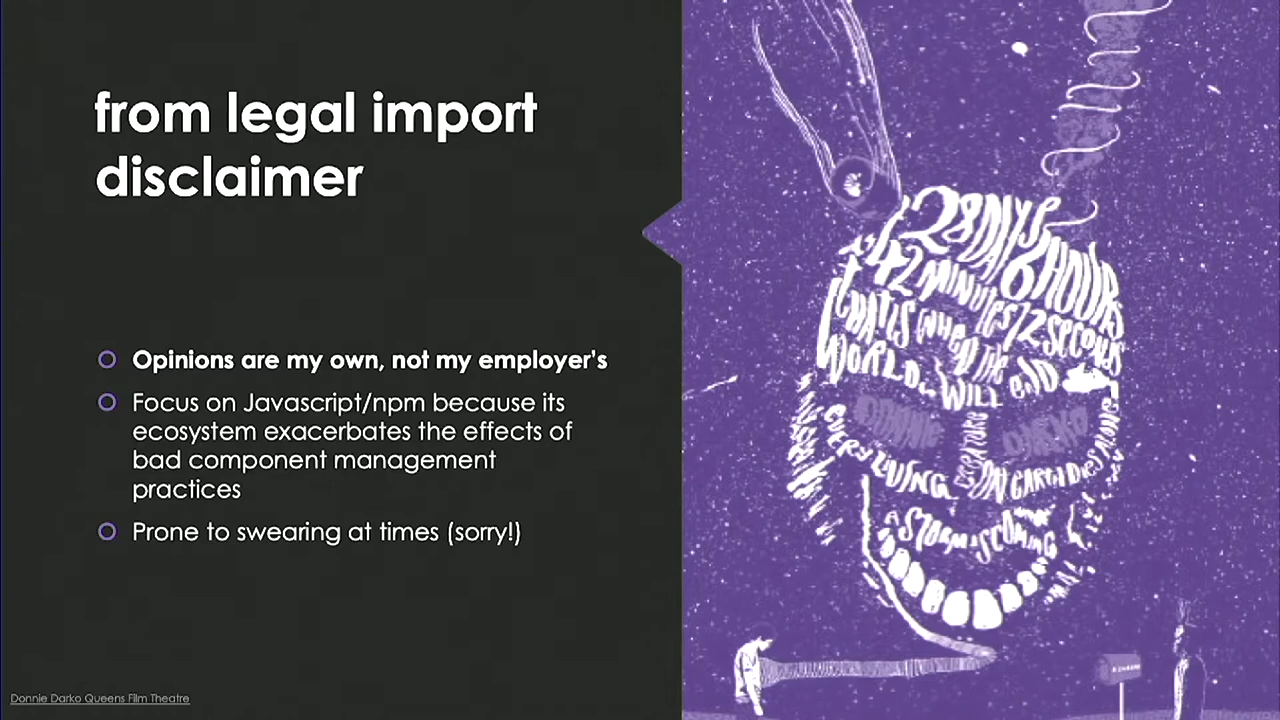 from legal import
disclaimer
Opinions are my own, not my employer's
Focus on Javascript/npm because its
ecosystem exacerbates the effects of
bad component management
practices
Prone to swearing at times (sorry!)
Donnie Darko Queens Film Theatre
28 DAYS 6 HOURS
42 MINUTES 12 SECONDS
THAT IS WHEN THE
WORLD WILL END
DONNIE DARKO
EVERY LIVING CREATURE ON EARTH DIES ALONE
A STORM IS COMING